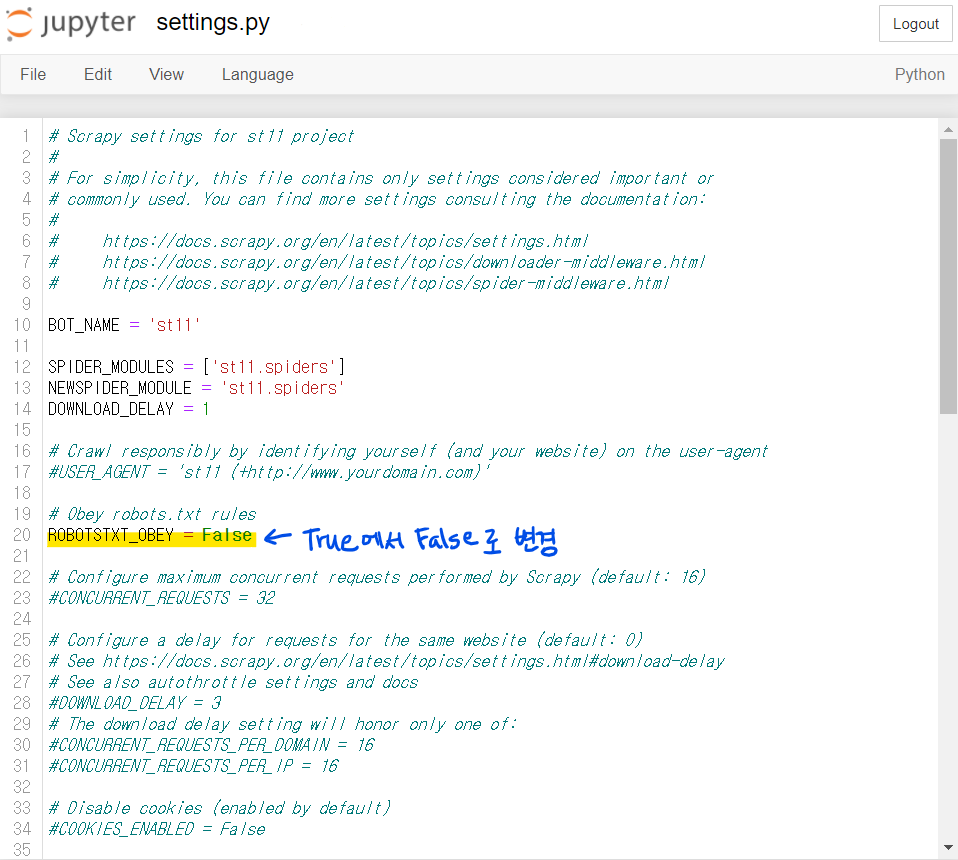 jupyter settings.py Logout
File Edit View Language Python
1 # Scrapy settings for st11 project
2 #
3 # For simplicity, this file contains only settings considered important or
4 # commonly used. You can find more settings consulting the documentation:
5 #
6 #     https://docs.scrapy.org/en/latest/topics/settings.html
7 #     https://docs.scrapy.org/en/latest/topics/downloader-middleware.html
8 #     https://docs.scrapy.org/en/latest/topics/spider-middleware.html
9
10 BOT_NAME = 'st11'
11
12 SPIDER_MODULES = ['st11.spiders']
13 NEWSPIDER_MODULE = 'st11.spiders'
14 DOWNLOAD_DELAY = 1
15
16 # Crawl responsibly by identifying yourself (and your website) on the user-agent
17 #USER_AGENT = 'st11 (+http://www.yourdomain.com)'
18
19 # Obey robots.txt rules
20 ROBOTSTXT_OBEY = False ← True에서 False로 변경
21
22 # Configure maximum concurrent requests performed by Scrapy (default: 16)
23 #CONCURRENT_REQUESTS = 32
24
25 # Configure a delay for requests for the same website (default: 0)
26 # See https://docs.scrapy.org/en/latest/topics/settings.html#download-delay
27 # See also autothrottle settings and docs
28 #DOWNLOAD_DELAY = 3
29 # The download delay setting will honor only one of:
30 #CONCURRENT_REQUESTS_PER_DOMAIN = 16
31 #CONCURRENT_REQUESTS_PER_IP = 16
32
33 # Disable cookies (enabled by default)
34 #COOKIES_ENABLED = False
35